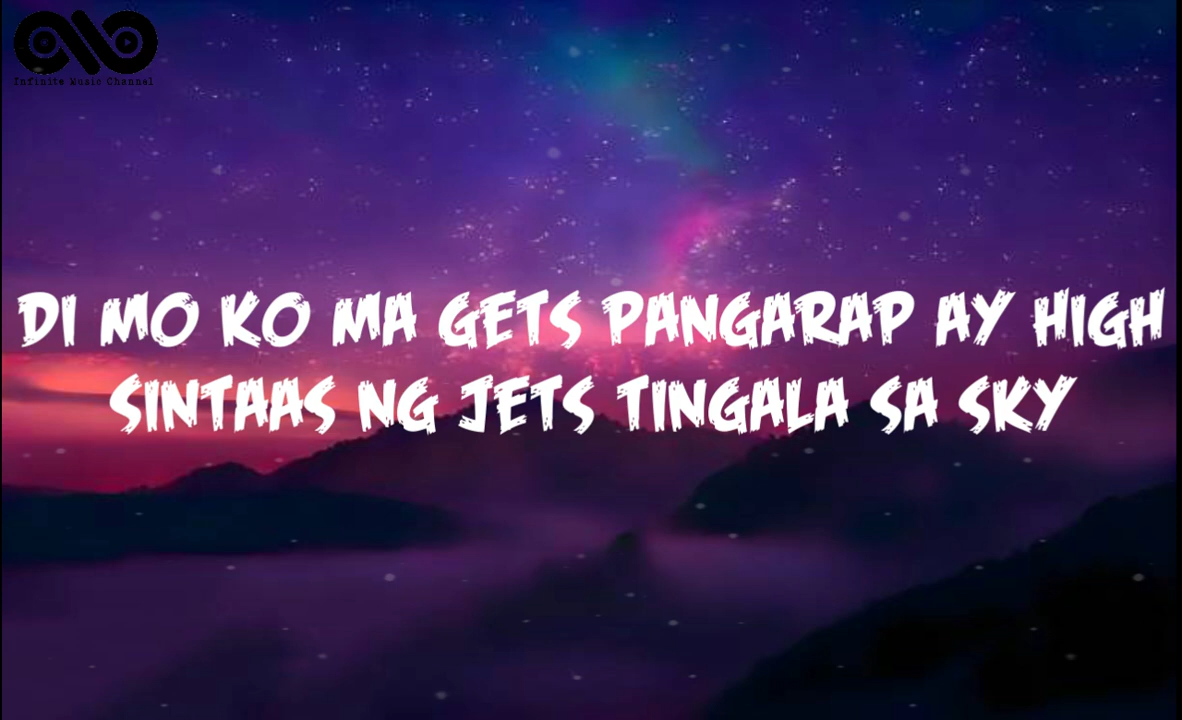 Infinite Music Channel
DI MO KO MA GETS PANGARAP AY HIGH
SINTAAS NG JETS TINGALA SA SKY